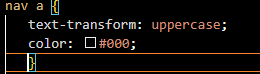 nav a {
text-transform: uppercase;
color: #000;
}